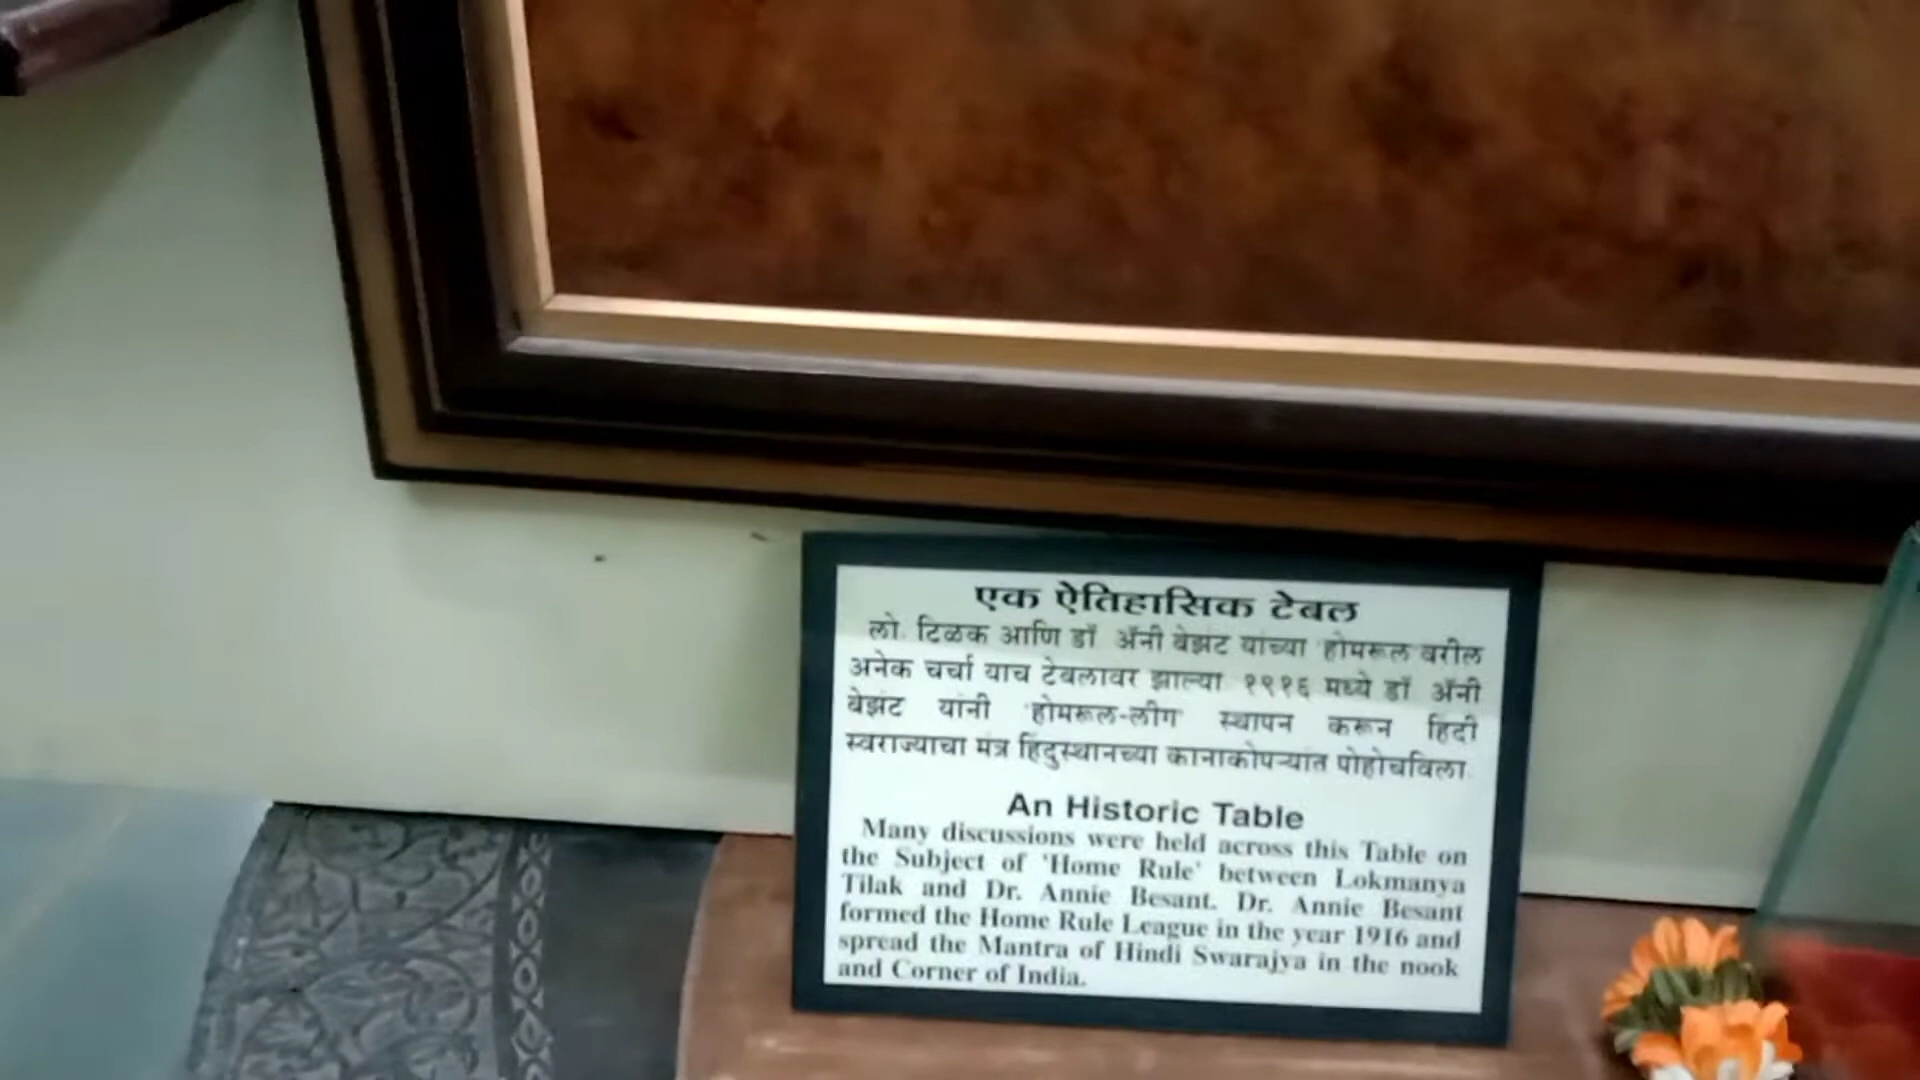 एक ऐतिहासिक टेबल
लो. टिळक आणि डॉ. ॲनी बेझंट यांच्या 'होमरूल' वरील
अनेक चर्चा याच टेबलावर झाल्या. १९१६ मध्ये डॉ. ॲनी
बेझंट यांनी 'होमरूल-लीग' स्थापन करून हिंदी
स्वराज्याचा मंत्र हिंदुस्थानच्या कानाकोपऱ्यांत पोहोचविला.
An Historic Table
Many discussions were held across this Table on
the Subject of 'Home Rule' between Lokmanya
Tilak and Dr. Annie Besant. Dr. Annie Besant
formed the Home Rule League in the year 1916 and
spread the Mantra of Hindi Swarajya in the nook
and Corner of India.